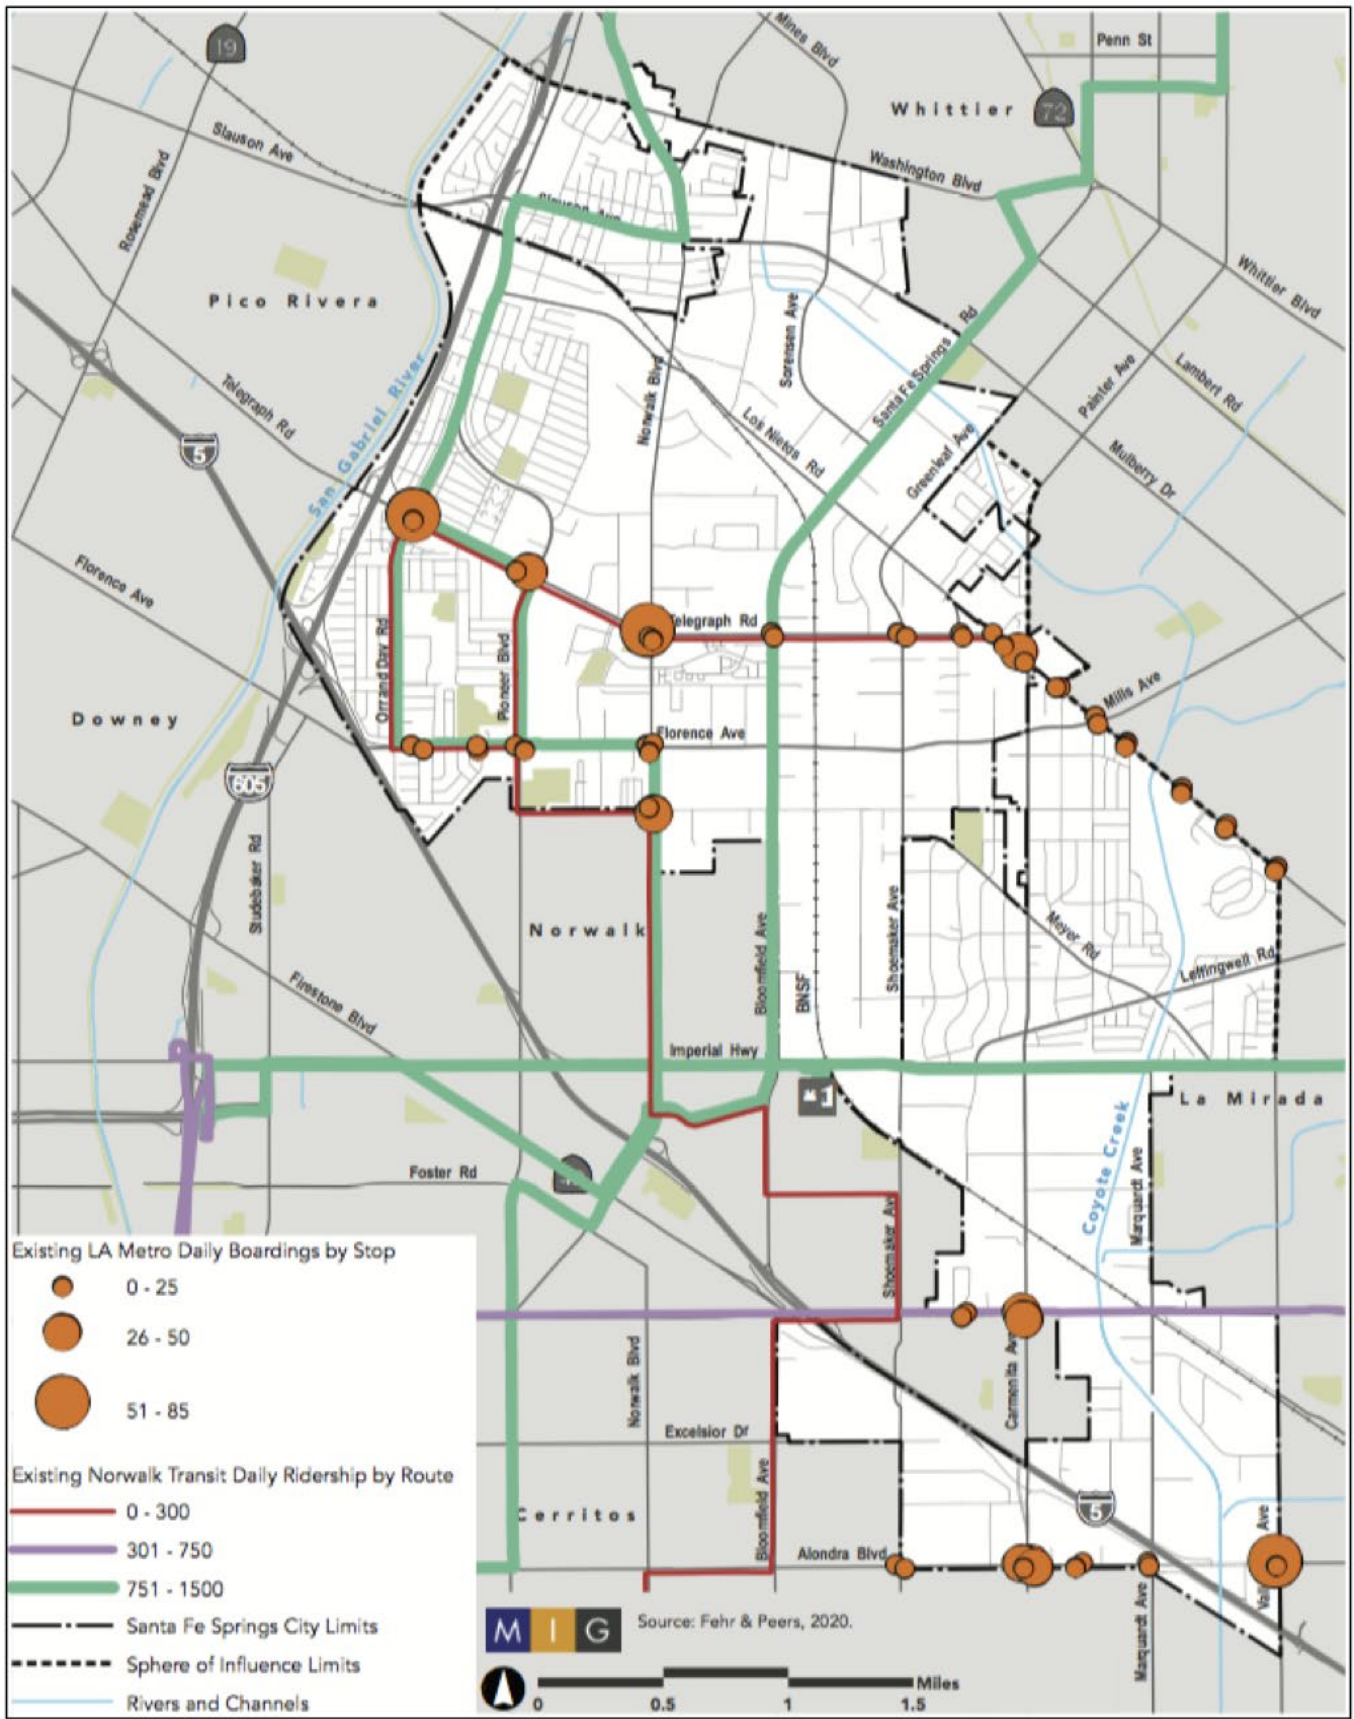 19
Mines Blvd
Penn St
Whittier
72
Slauson Ave
Washington Blvd
Rosemead Blvd
Slauson Ave
Whittier Blvd
Pico Rivera
San Gabriel River
Telegraph Rd
Norwalk Blvd
Sorensen Ave
Santa Fe Springs Rd
Painter Ave
Lambert Rd
Los Nietos Rd
Greenleaf Ave
Mulberry Dr
5
Florence Ave
Telegraph Rd
Orr and Day Rd
Pioneer Blvd
Mills Ave
Downey
Florence Ave
605
Studebaker Rd
Norwalk
Bloomfield Ave
BNSF
Shoemaker Ave
Meyer Rd
Leffingwell Rd
Firestone Blvd
Imperial Hwy
1
La Mirada
Coyote Creek
Marquardt Ave
Foster Rd
Shoemaker Ave
Existing LA Metro Daily Boardings by Stop
0 - 25
26 - 50
51 - 85
Norwalk Blvd
Carmenita Ave
Excelsior Dr
Existing Norwalk Transit Daily Ridership by Route
0 - 300
301 - 750
751 - 1500
Santa Fe Springs City Limits
Sphere of Influence Limits
Rivers and Channels
Cerritos
Bloomfield Ave
Alondra Blvd
5
Ave
Marquardt Ave
M I G
Source: Fehr & Peers, 2020.
Miles
0 0.5 1 1.5